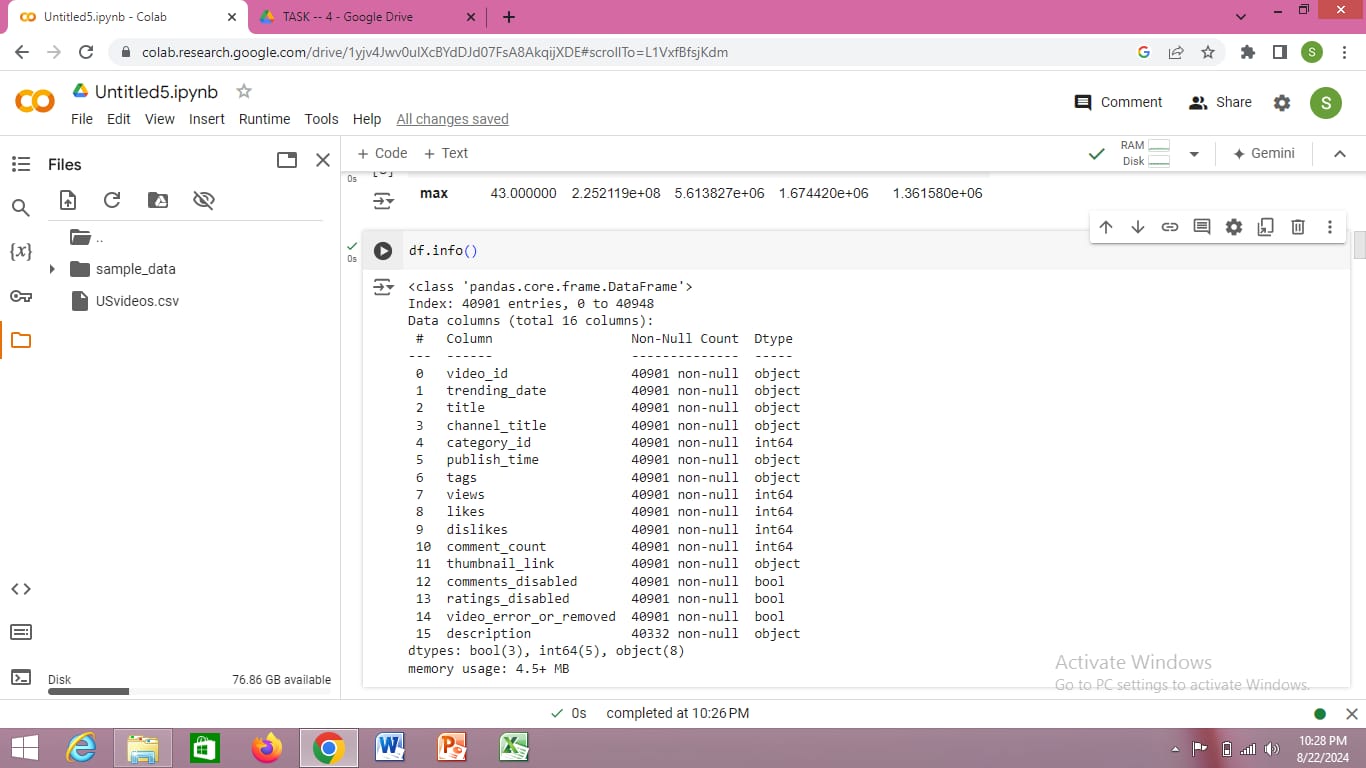 Untitled5.ipynb - Colab
TASK -- 4 - Google Drive
colab.research.google.com/drive/1yjv4Jwv0uIXcBYdDJd07FsA8AkqijXDE#scrollTo=L1VxfBfsjKdm
S
CO Untitled5.ipynb
Comment Share S
File Edit View Insert Runtime Tools Help All changes saved
Files
+ Code + Text
RAM
Disk
Gemini
..
sample_data
USvideos.csv
{x}
0s
max 43.000000 2.252119e+08 5.613827e+06 1.674420e+06 1.361580e+06
0s
df.info()
<class 'pandas.core.frame.DataFrame'>
Index: 40901 entries, 0 to 40948
Data columns (total 16 columns):
# Column Non-Null Count Dtype
--- ------ -------------- -----
0 video_id 40901 non-null object
1 trending_date 40901 non-null object
2 title 40901 non-null object
3 channel_title 40901 non-null object
4 category_id 40901 non-null int64
5 publish_time 40901 non-null object
6 tags 40901 non-null object
7 views 40901 non-null int64
8 likes 40901 non-null int64
9 dislikes 40901 non-null int64
10 comment_count 40901 non-null int64
11 thumbnail_link 40901 non-null object
12 comments_disabled 40901 non-null bool
13 ratings_disabled 40901 non-null bool
14 video_error_or_removed 40901 non-null bool
15 description 40332 non-null object
dtypes: bool(3), int64(5), object(8)
memory usage: 4.5+ MB
Activate Windows
Go to PC settings to activate Windows.
Disk 76.86 GB available
0s completed at 10:26 PM
10:28 PM
8/22/2024